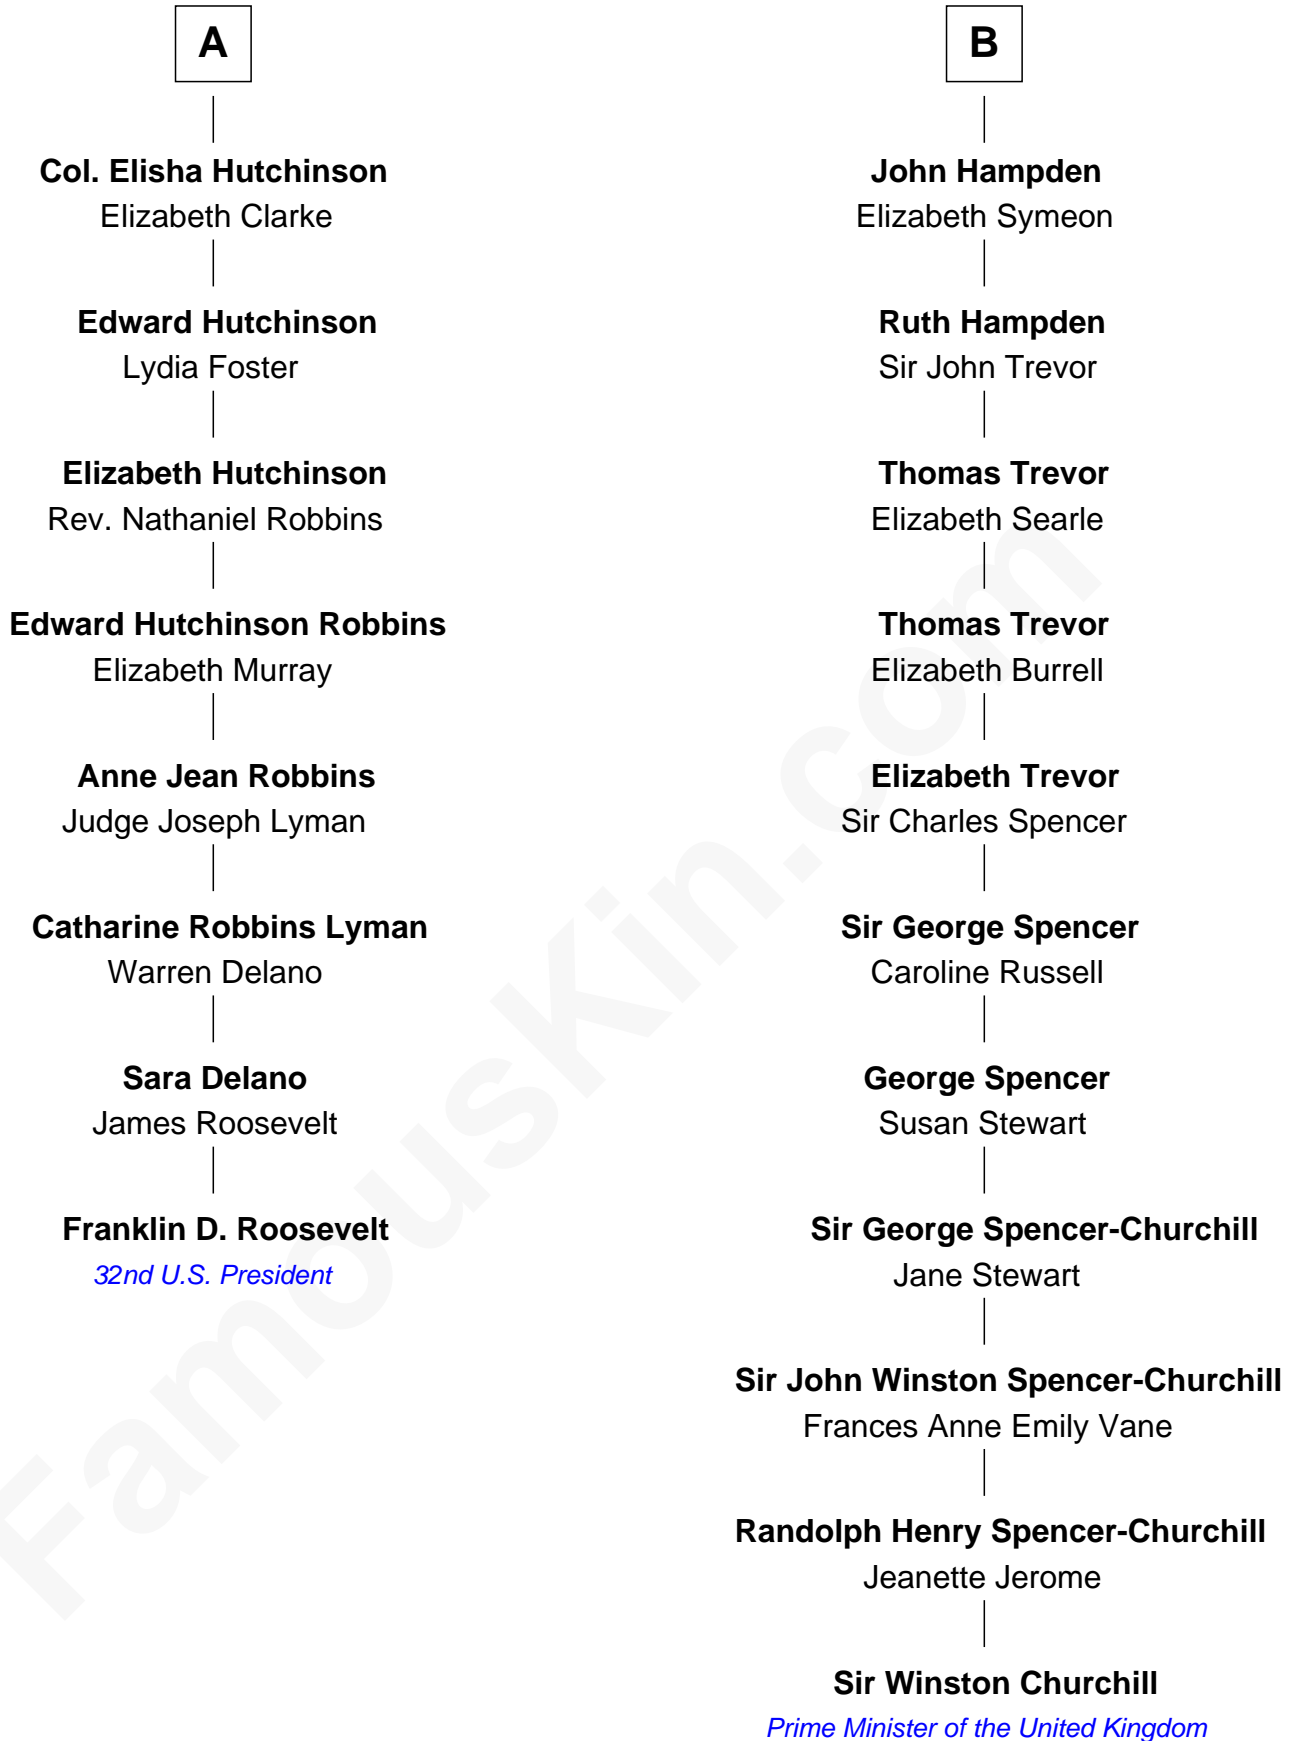 A
Col. Elisha Hutchinson
Elizabeth Clarke
Edward Hutchinson
Lydia Foster
Elizabeth Hutchinson
Rev. Nathaniel Robbins
Edward Hutchinson Robbins
Elizabeth Murray
Anne Jean Robbins
Judge Joseph Lyman
Catharine Robbins Lyman
Warren Delano
Sara Delano
James Roosevelt
Franklin D. Roosevelt
32nd U.S. President
B
John Hampden
Elizabeth Symeon
Ruth Hampden
Sir John Trevor
Thomas Trevor
Elizabeth Searle
Thomas Trevor
Elizabeth Burrell
Elizabeth Trevor
Sir Charles Spencer
Sir George Spencer
Caroline Russell
George Spencer
Susan Stewart
Sir George Spencer-Churchill
Jane Stewart
Sir John Winston Spencer-Churchill
Frances Anne Emily Vane
Randolph Henry Spencer-Churchill
Jeanette Jerome
Sir Winston Churchill
Prime Minister of the United Kingdom
FamousKin.com